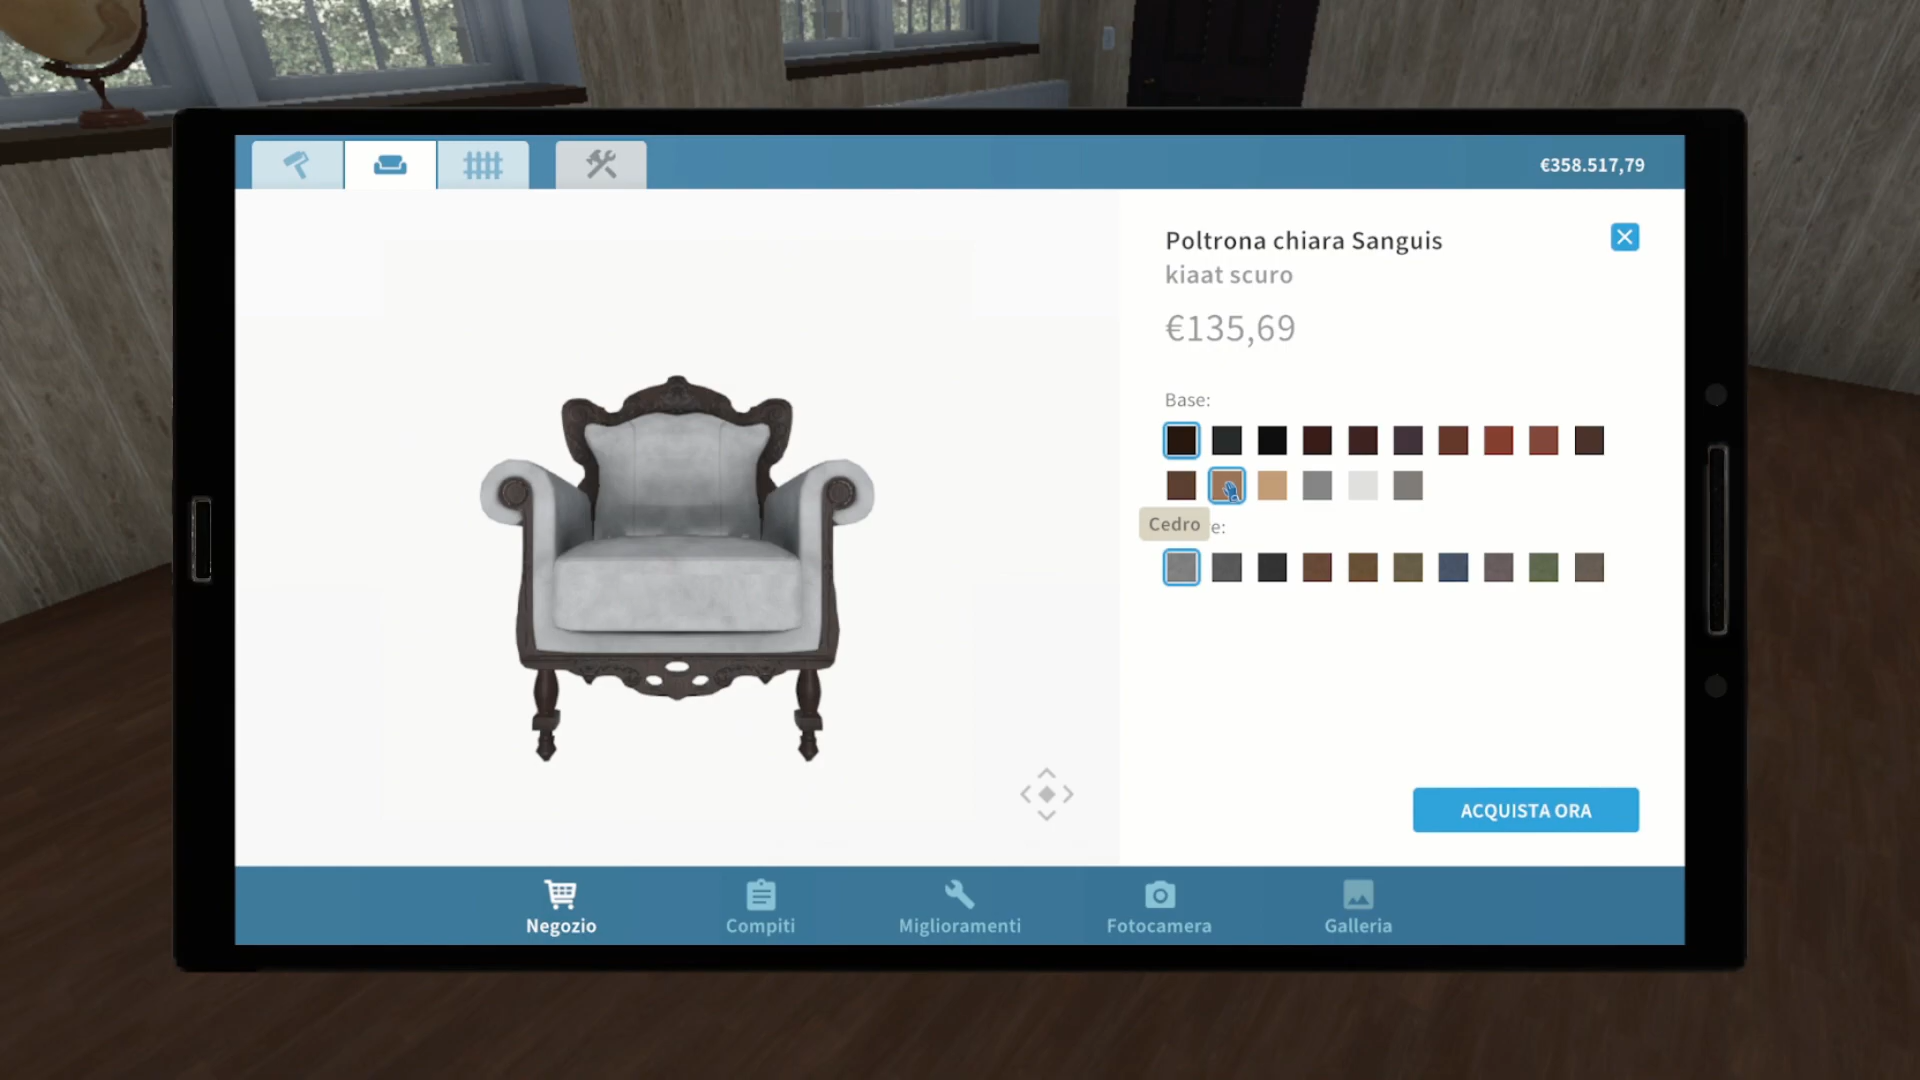 €358.517,79
Poltrona chiara Sanguis
kiaat scuro
€135,69
Base:
Cedro
e:
ACQUISTA ORA
Negozio
Compiti
Miglioramenti
Fotocamera
Galleria